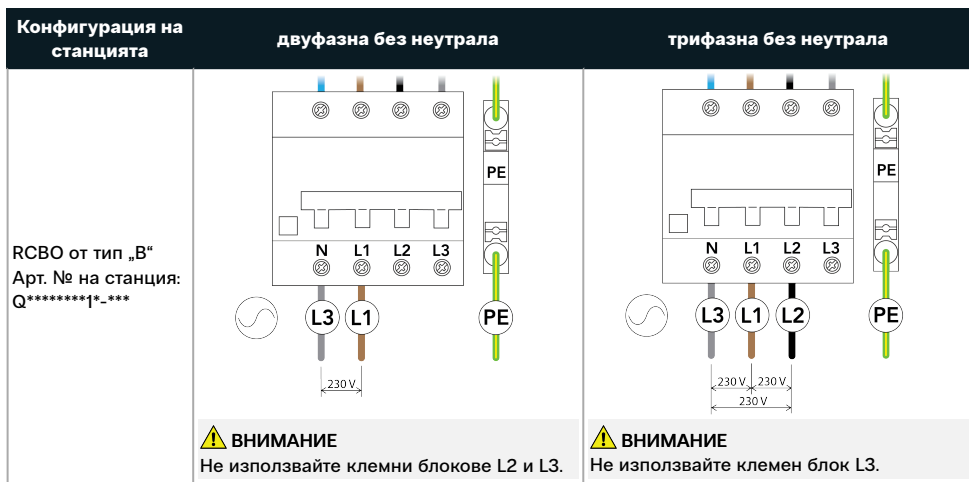 Конфигурация на
станцията
двуфазна без неутрала
трифазна без неутрала
RCBO от тип „B“
Арт. № на станция:
Q********1*-***
PE
N L1 L2 L3
L3 L1 PE
230 V
ВНИМАНИЕ
Не използвайте клемни блокове L2 и L3.
PE
N L1 L2 L3
L3 L1 L2 PE
230 V 230 V
230 V
ВНИМАНИЕ
Не използвайте клемен блок L3.